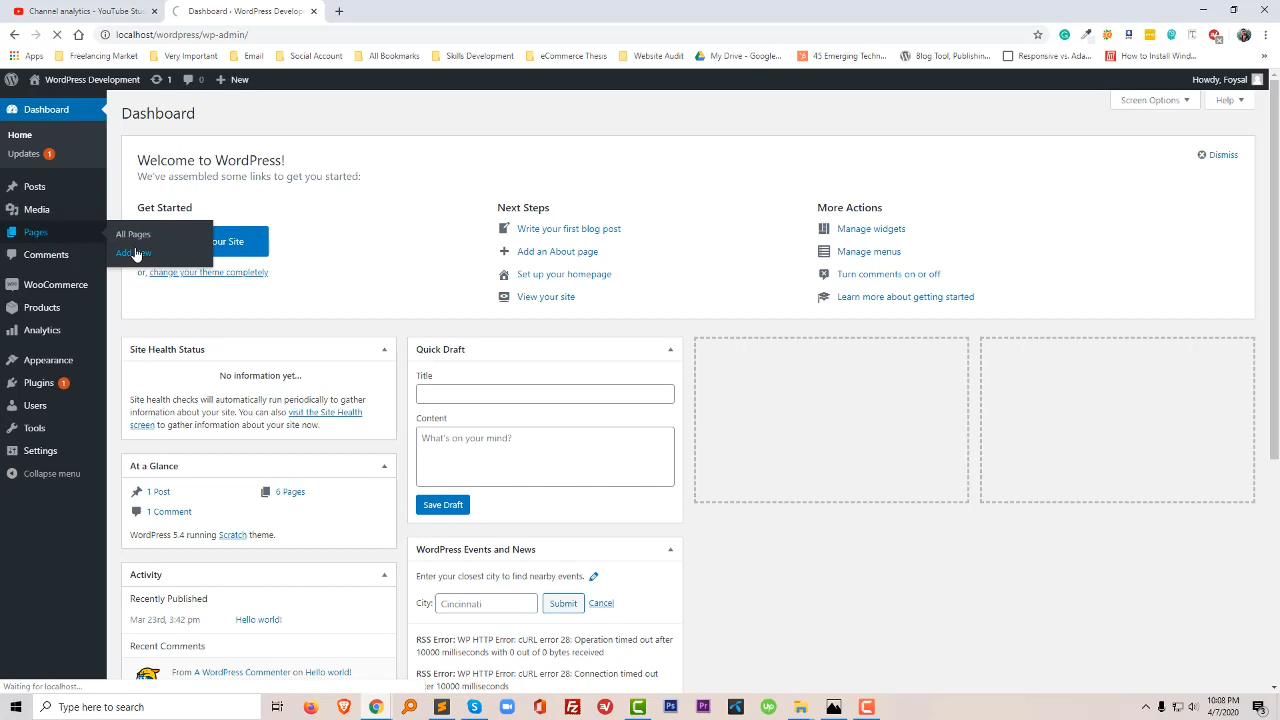 Channel analytics - YouTube Stu
Dashboard ‹ WordPress Develop
localhost/wordpress/wp-admin/
Apps
Freelancing Market
Very Important
Email
Social Account
All Bookmarks
Skills Development
eCommerce Thesis
Website Audit
My Drive - Google...
45 Emerging Techn...
Blog Tool, Publishin...
Responsive vs. Ada...
How to Install Wind...
»
WordPress Development
1
0
New
Howdy, Foysal
Dashboard
Home
Updates 1
Posts
Media
Pages
Comments
WooCommerce
Products
Analytics
Appearance
Plugins 1
Users
Tools
Settings
Collapse menu
All Pages
Add New
Dashboard
Screen Options
Help
Welcome to WordPress!
We've assembled some links to get you started:
Dismiss
Get Started
our Site
or, change your theme completely
Next Steps
Write your first blog post
Add an About page
Set up your homepage
View your site
More Actions
Manage widgets
Manage menus
Turn comments on or off
Learn more about getting started
Site Health Status
No information yet...
Site health checks will automatically run periodically to gather
information about your site. You can also visit the Site Health
screen to gather information about your site now.
At a Glance
1 Post
6 Pages
1 Comment
WordPress 5.4 running Scratch theme.
Activity
Recently Published
Mar 23rd, 3:42 pm
Hello world!
Recent Comments
From A WordPress Commenter on Hello world!
Quick Draft
Title
Content
What's on your mind?
Save Draft
WordPress Events and News
Enter your closest city to find nearby events.
City:
Cincinnati
Submit
Cancel
RSS Error: WP HTTP Error: cURL error 28: Operation timed out after
10000 milliseconds with 0 out of 0 bytes received
RSS Error: WP HTTP Error: cURL error 28: Connection timed out
after 10000 milliseconds
Waiting for localhost...
Type here to search
10:08 PM
4/7/2020